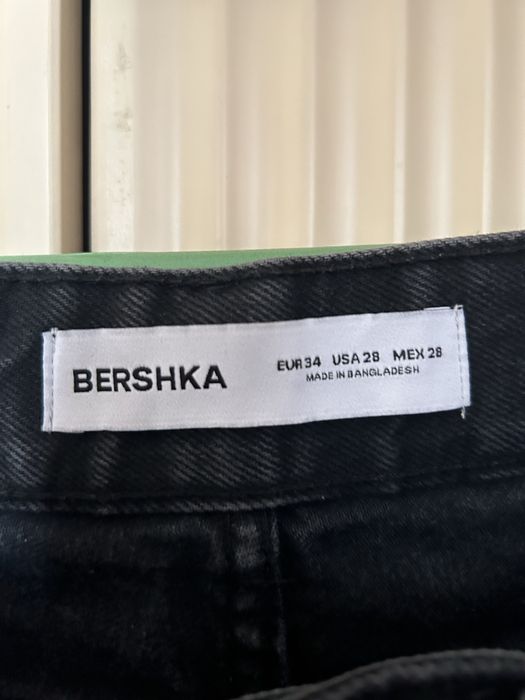 BERSHKA
EUR 34 USA 28 MEX 28
MADE IN BANGLADESH